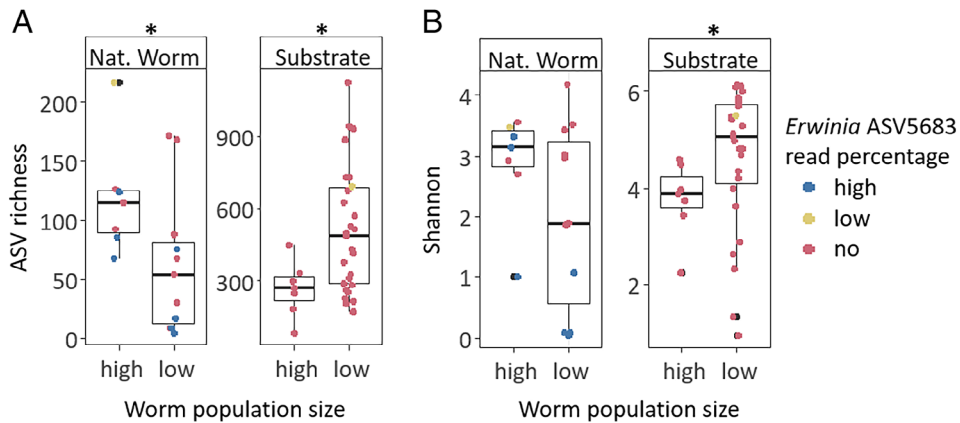 A
*
*
Nat. Worm
Substrate
ASV richness
200
150
100
50
0
900
600
300
high low
high low
Worm population size
B
*
Nat. Worm
Substrate
Shannon
4
3
2
1
0
6
4
2
high low
high low
Worm population size
Erwinia ASV5683
read percentage
high
low
no